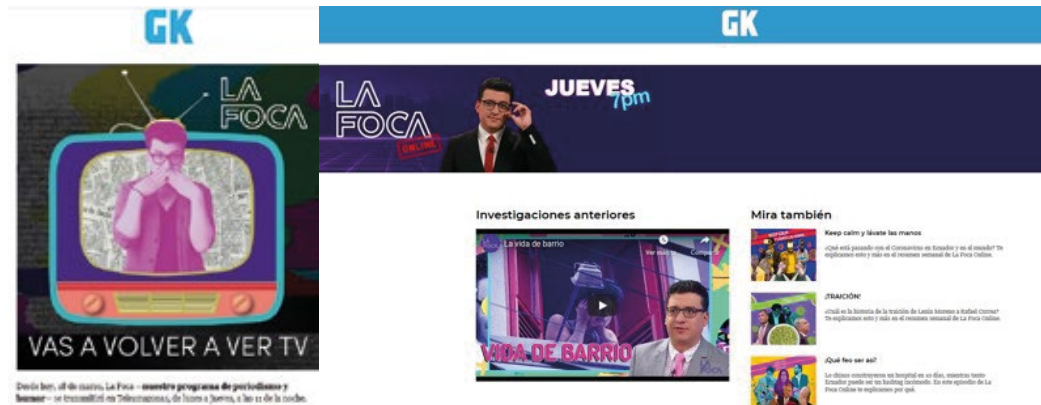 GK
LA
FOCA
VAS A VOLVER A VER TV
Desde hoy, 18 de marzo, La Foca – nuestro programa de periodismo y
humor – se transmitirá en Teleamazonas, de lunes a jueves, a las 11 de la noche.
GK
LA
FOCA
ONLINE
JUEVES
7pm
Investigaciones anteriores
La vida de barrio
Ver más
VIDA DE BARRIO
Mira también
Keep calm y lávate las manos
¿Qué está pasando con el Coronavirus en Ecuador y en el mundo? Te
explicamos esto y más en el resumen semanal de La Foca Online.
¡TRAICIÓN!
¿Cuál es la historia de la traición de Lenín Moreno a Rafael Correa?
Te explicamos esto y más en el resumen semanal de La Foca Online.
¿Qué feo ser así?
Lo chinos construyeron un hospital en 10 días, mientras tanto
Ecuador puede ser un hashtag incómodo. En este episodio de La
Foca Online te explicamos por qué.